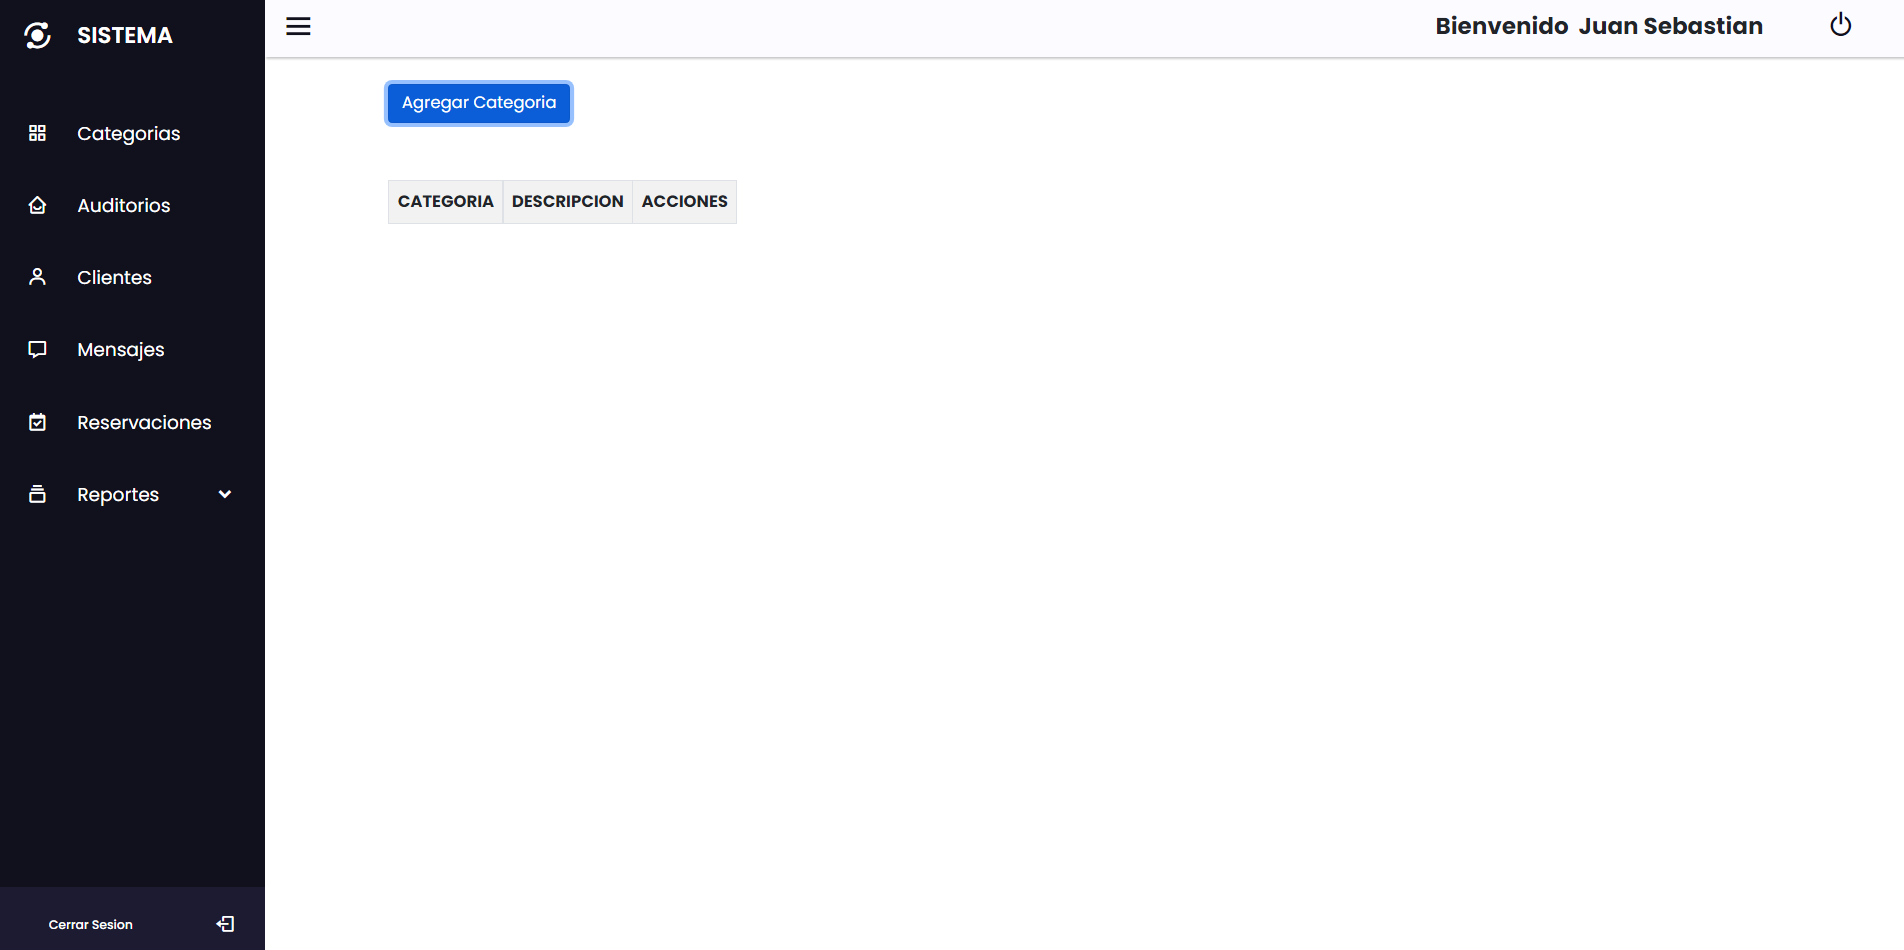 SISTEMA
Bienvenido Juan Sebastian
Categorias
Auditorios
Clientes
Mensajes
Reservaciones
Reportes
Cerrar Sesion
Agregar Categoria
CATEGORIA DESCRIPCION ACCIONES